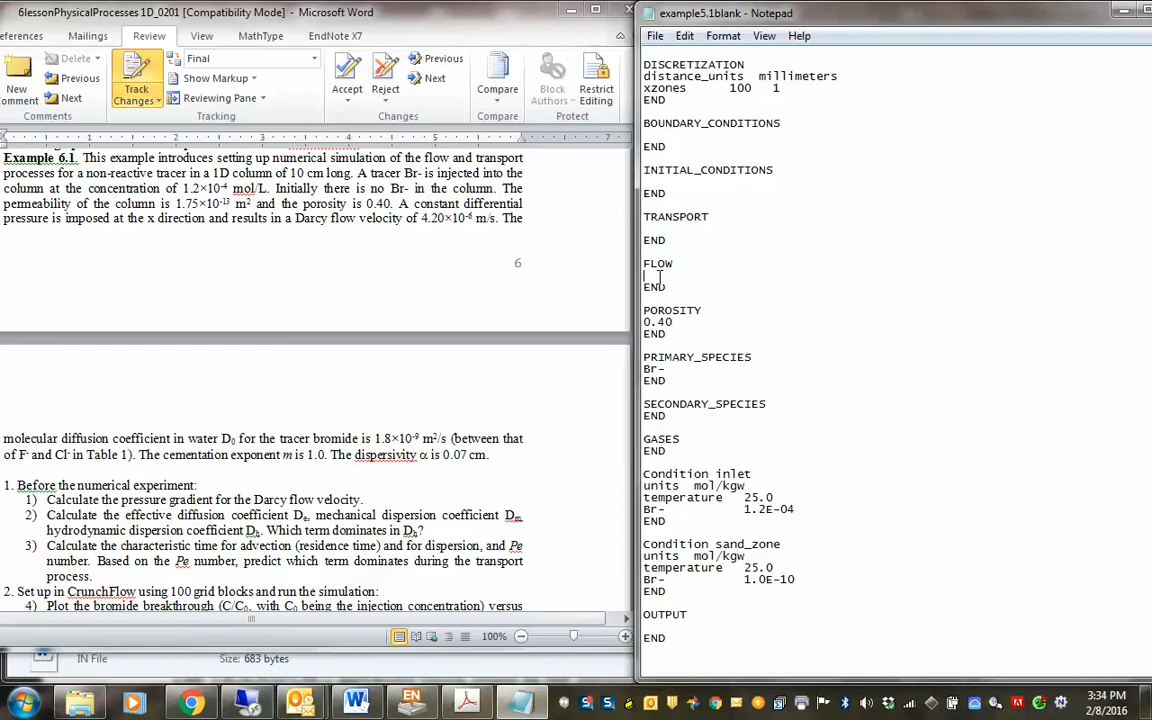 6lessonPhysicalProcesses 1D_0201 [Compatibility Mode] - Microsoft Word
eferences
Mailings
Review
View
MathType
EndNote X7
New
Comment
Delete
Previous
Next
Comments
Track
Changes
Final
Show Markup
Reviewing Pane
Tracking
Accept
Reject
Previous
Next
Changes
Compare
Compare
Block
Authors
Restrict
Editing
Protect
1 2 3 4 5 6 7
Example 6.1. This example introduces setting up numerical simulation of the flow and transport
processes for a non-reactive tracer in a 1D column of 10 cm long. A tracer Br- is injected into the
column at the concentration of 1.2×10⁻⁴ mol/L. Initially there is no Br- in the column. The
permeability of the column is 1.75×10⁻¹³ m² and the porosity is 0.40. A constant differential
pressure is imposed at the x direction and results in a Darcy flow velocity of 4.20×10⁻⁶ m/s. The
6
molecular diffusion coefficient in water D₀ for the tracer bromide is 1.8×10⁻⁹ m²/s (between that
of F⁻ and Cl⁻ in Table 1). The cementation exponent m is 1.0. The dispersivity α is 0.07 cm.
1. Before the numerical experiment:
1) Calculate the pressure gradient for the Darcy flow velocity.
2) Calculate the effective diffusion coefficient Dₑ, mechanical dispersion coefficient Dₘ,
hydrodynamic dispersion coefficient Dₕ. Which term dominates in Dₕ?
3) Calculate the characteristic time for advection (residence time) and for dispersion, and Pe
number. Based on the Pe number, predict which term dominates during the transport
process.
2. Set up in CrunchFlow using 100 grid blocks and run the simulation:
4) Plot the bromide breakthrough (C/C₀, with C₀ being the injection concentration) versus
100%
IN File
Size: 683 bytes
example5.1blank - Notepad
File Edit Format View Help
DISCRETIZATION
distance_units millimeters
xzones 100 1
END
BOUNDARY_CONDITIONS
END
INITIAL_CONDITIONS
END
TRANSPORT
END
FLOW
END
POROSITY
0.40
END
PRIMARY_SPECIES
Br-
END
SECONDARY_SPECIES
END
GASES
END
Condition inlet
units mol/kgw
temperature 25.0
Br- 1.2E-04
END
Condition sand_zone
units mol/kgw
temperature 25.0
Br- 1.0E-10
END
OUTPUT
END
3:34 PM
2/8/2016